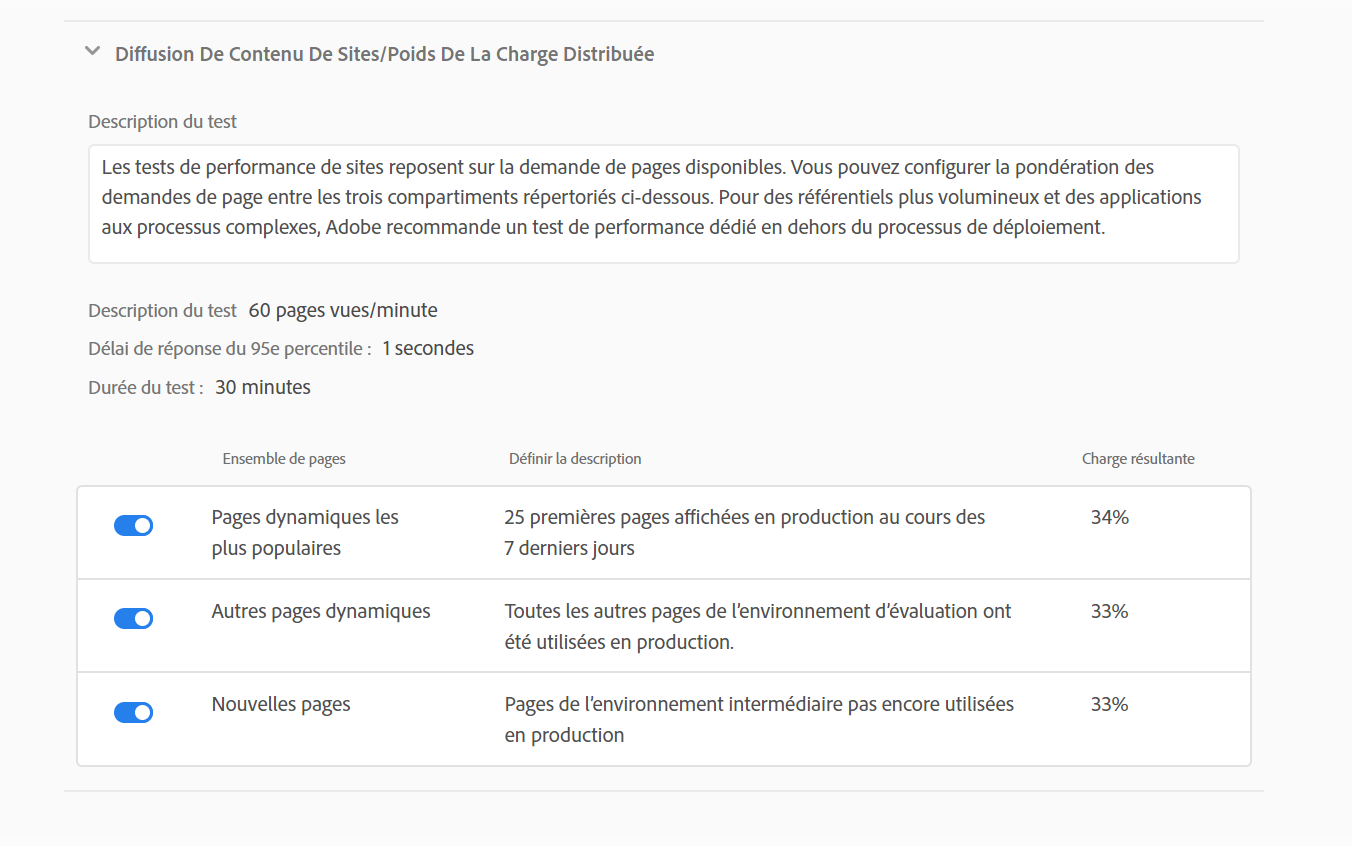 Diffusion De Contenu De Sites/Poids De La Charge Distribuée
Description du test
Les tests de performance de sites reposent sur la demande de pages disponibles. Vous pouvez configurer la pondération des
demandes de page entre les trois compartiments répertoriés ci-dessous. Pour des référentiels plus volumineux et des applications
aux processus complexes, Adobe recommande un test de performance dédié en dehors du processus de déploiement.
Description du test 60 pages vues/minute
Délai de réponse du 95e percentile : 1 secondes
Durée du test : 30 minutes
Ensemble de pages Définir la description Charge résultante
Pages dynamiques les 25 premières pages affichées en production au cours des 34%
plus populaires 7 derniers jours
Autres pages dynamiques Toutes les autres pages de l’environnement d’évaluation ont 33%
été utilisées en production.
Nouvelles pages Pages de l’environnement intermédiaire pas encore utilisées 33%
en production